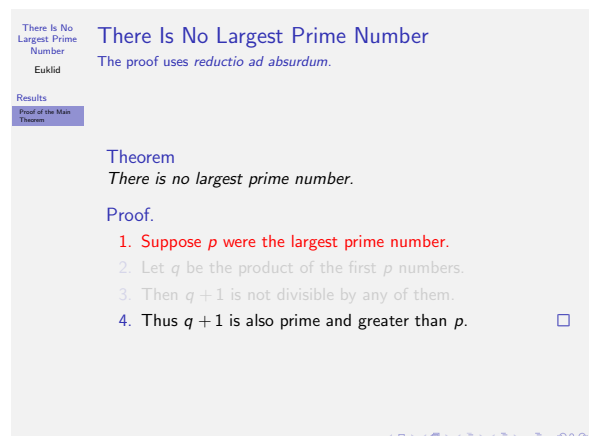 There Is No
Largest Prime
Number
Euklid
Results
Proof of the Main
Theorem
There Is No Largest Prime Number
The proof uses reductio ad absurdum.
Theorem
There is no largest prime number.
Proof.
1. Suppose p were the largest prime number.
2. Let q be the product of the first p numbers.
3. Then q + 1 is not divisible by any of them.
4. Thus q + 1 is also prime and greater than p. □